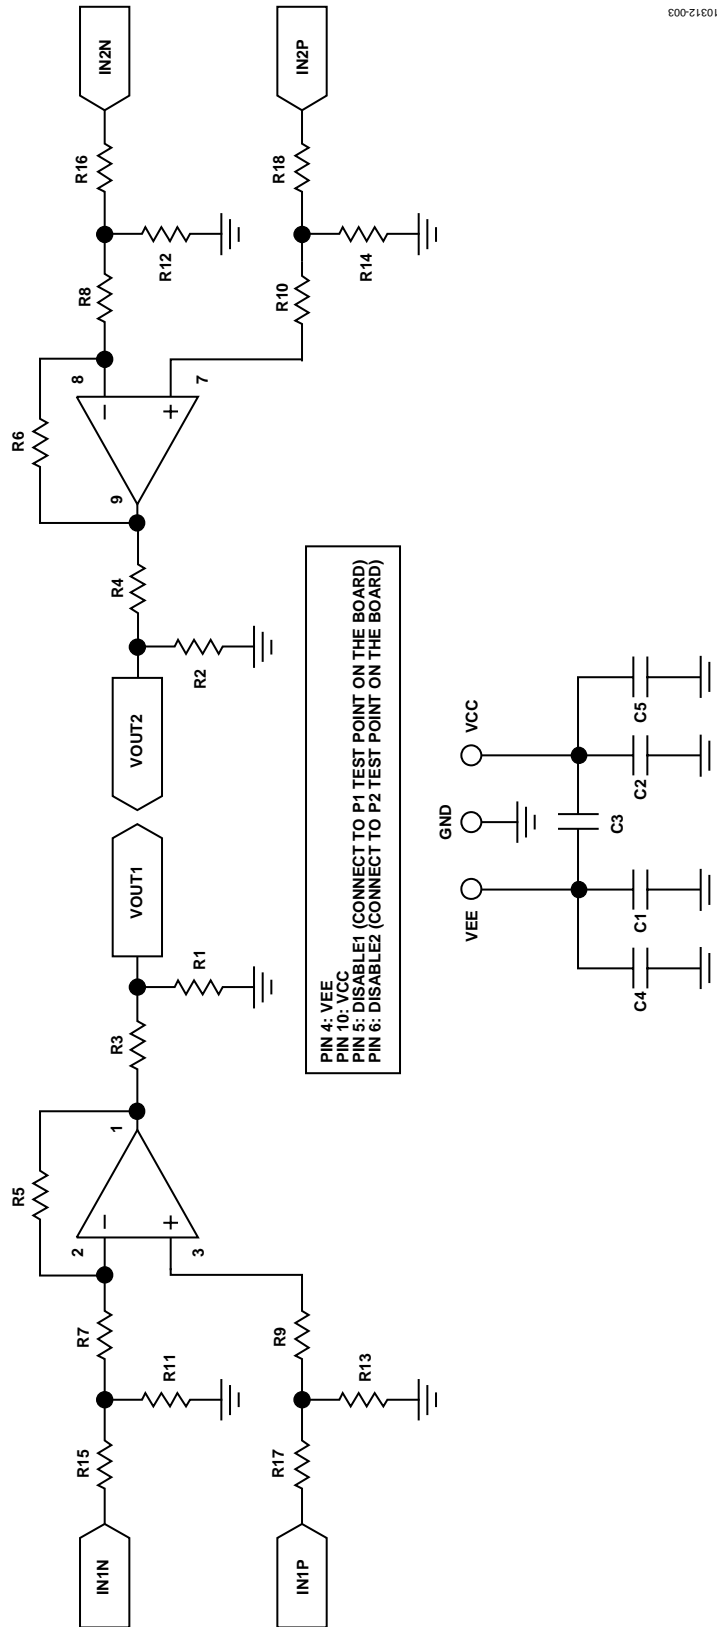 10312-003
IN2N
IN2P
R16
R18
R12
R14
R8
R10
8
7
R6
9
R4
R2
VOUT2
VOUT1
R1
R3
PIN 4: VEE
PIN 10: VCC
PIN 5: DISABLE1 (CONNECT TO P1 TEST POINT ON THE BOARD)
PIN 6: DISABLE2 (CONNECT TO P2 TEST POINT ON THE BOARD)
VCC
GND
VEE
C5
C2
C3
C1
C4
1
R5
2
3
R7
R9
R11
R13
R15
R17
IN1N
IN1P
−
+
−
+